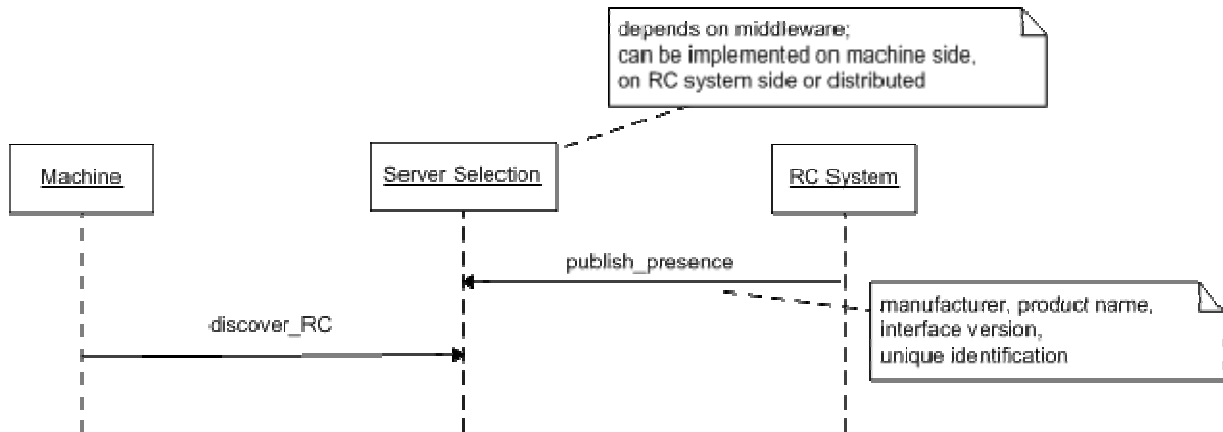 depends on middleware;
can be implemented on machine side,
on RC system side or distributed
Machine
Server Selection
RC System
publish_presence
manufacturer, product name,
interface version,
unique identification
discover_RC